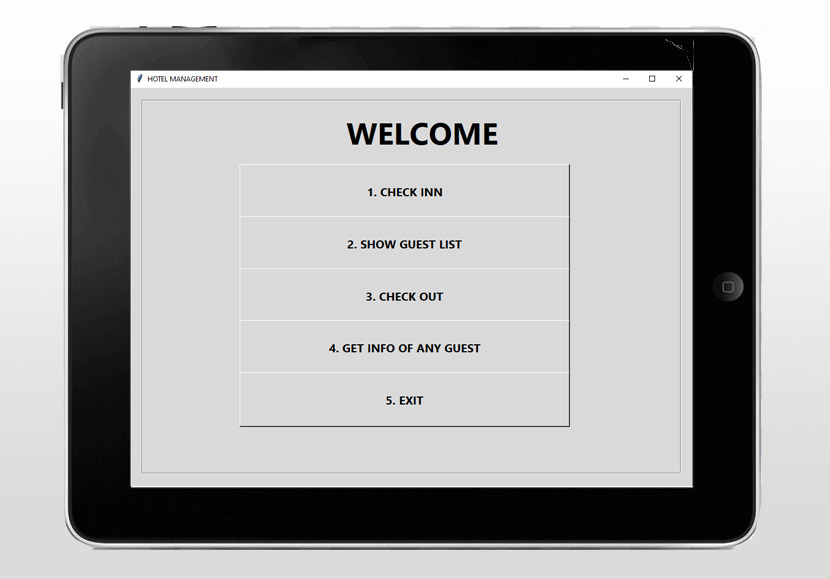 HOTEL MANAGEMENT
WELCOME
1. CHECK INN
2. SHOW GUEST LIST
3. CHECK OUT
4. GET INFO OF ANY GUEST
5. EXIT